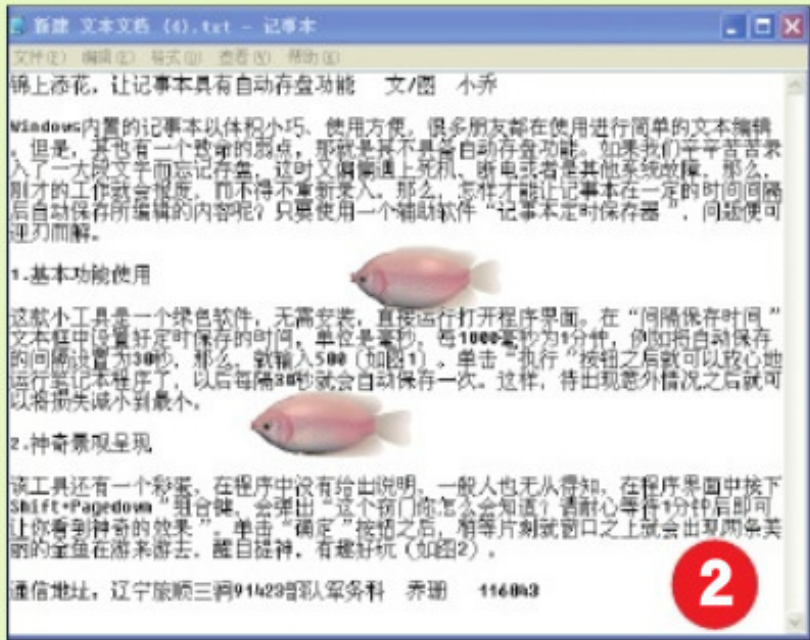 新建 文本文档 (4).txt - 记事本
文件(F) 编辑(E) 格式(O) 查看(V) 帮助(H)
锦上添花，让记事本具有自动存盘功能 文/图 小乔
Windows内置的记事本以体积小巧、使用方便，很多朋友都在使用进行简单的文本编辑
，但是，其也有一个致命的弱点，那就是其不具备自动存盘功能。如果我们辛辛苦苦录
入了一大段文字而忘记存盘，这时又偏偏遇上死机、断电或者是其他系统故障，那么，
刚才的工作就会报废，而不得不重新录入。那么，怎样才能让记事本在一定的时间间隔
后自动保存所编辑的内容呢？只要使用一个辅助软件“记事本定时保存器”，问题便可
迎刃而解。
1.基本功能使用
这款小工具是一个绿色软件，无需安装，直接运行打开程序界面。在“间隔保存时间”
文本框中设置好定时保存的时间，单位是毫秒，每1000毫秒为1分钟，例如将自动保存
的间隔设置为30秒，那么，就输入500（如图1）。单击“执行”按钮之后就可以放心地
运行笔记本程序了，以后每隔30秒就会自动保存一次。这样，待出现意外情况之后就可
以将损失减小到最小。
2.神奇景观呈现
该工具还有一个彩蛋，在程序中没有给出说明，一般人也无从得知，在程序界面中按下
Shift+Pagedown“组合键，会弹出“这个窍门你怎么会知道？请耐心等待1分钟后即可
让你看到神奇的效果”。单击“确定”按钮之后，稍等片刻就窗口之上就会出现两条美
丽的金鱼在游来游去，醒目提神，有趣好玩（如图2）。
通信地址：辽宁旅顺三涧91423部队军务科 乔珊 116043
2